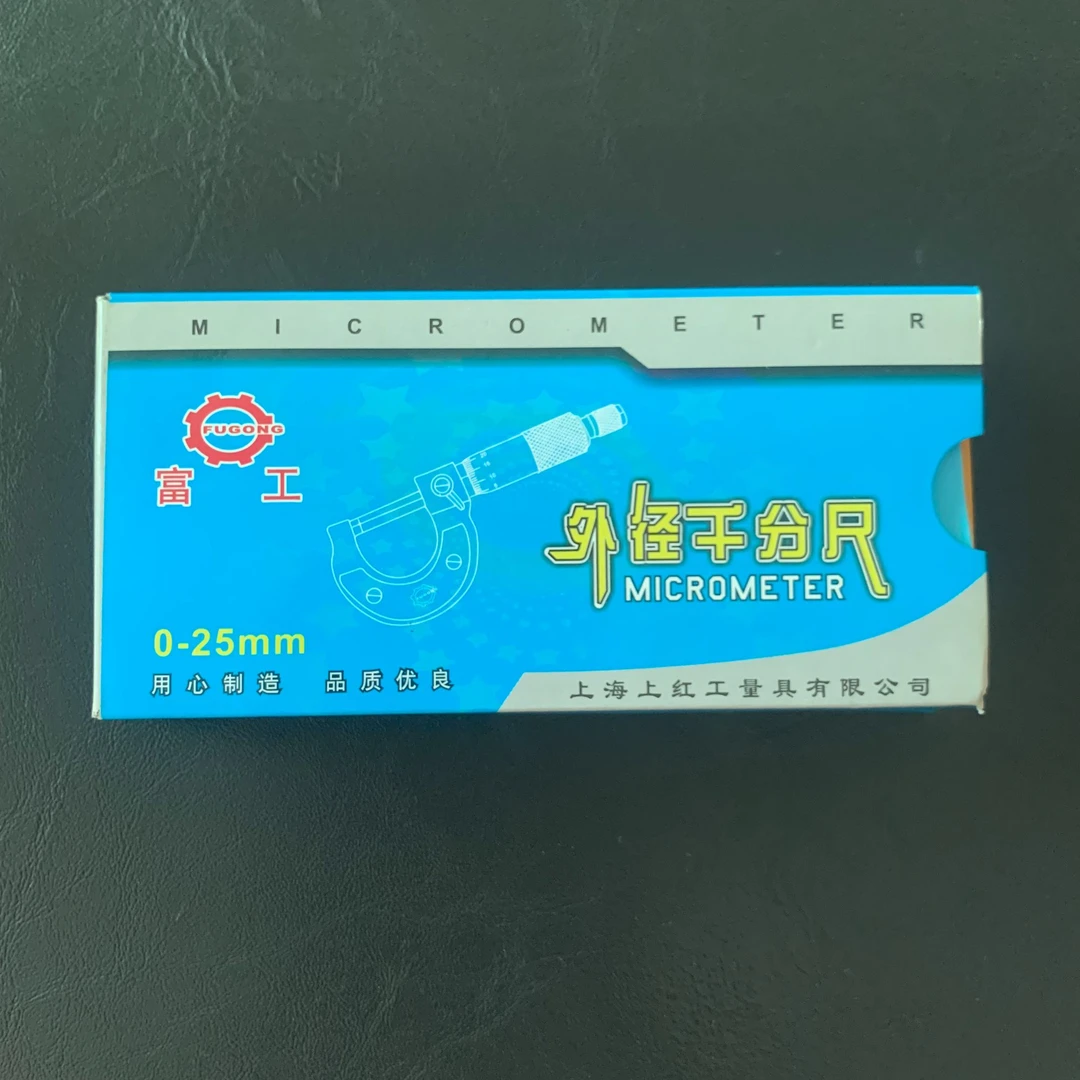 MICROMETER
FUGONG
富工
外径千分尺
MICROMETER
0-25mm
用心制造 品质优良
上海上红工量具有限公司